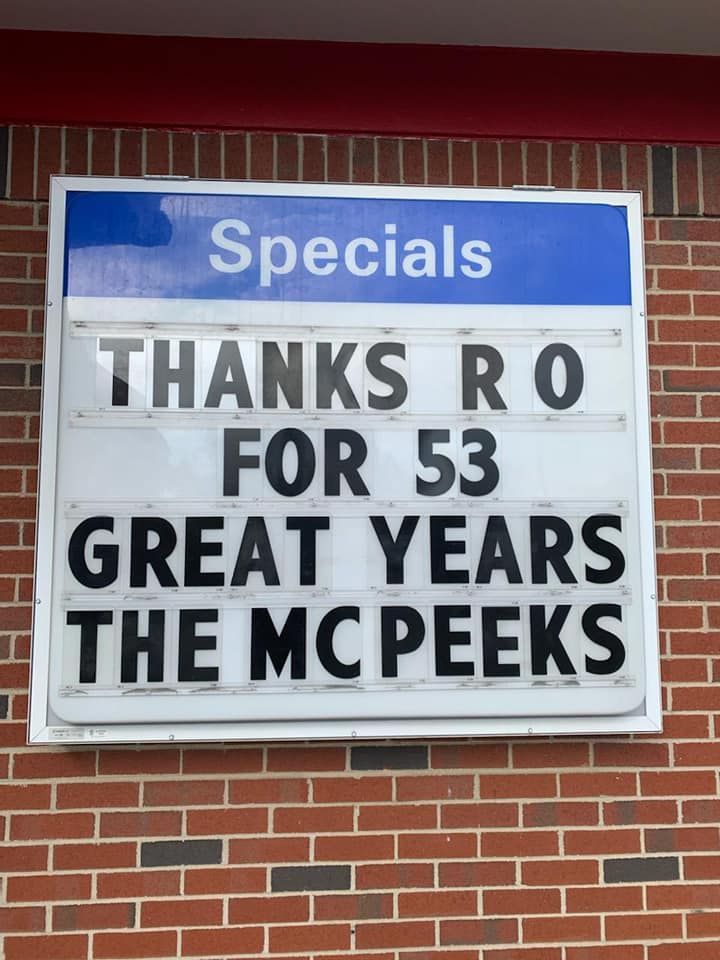 Specials
THANKS R O
FOR 53
GREAT YEARS
THE MCPEEKS